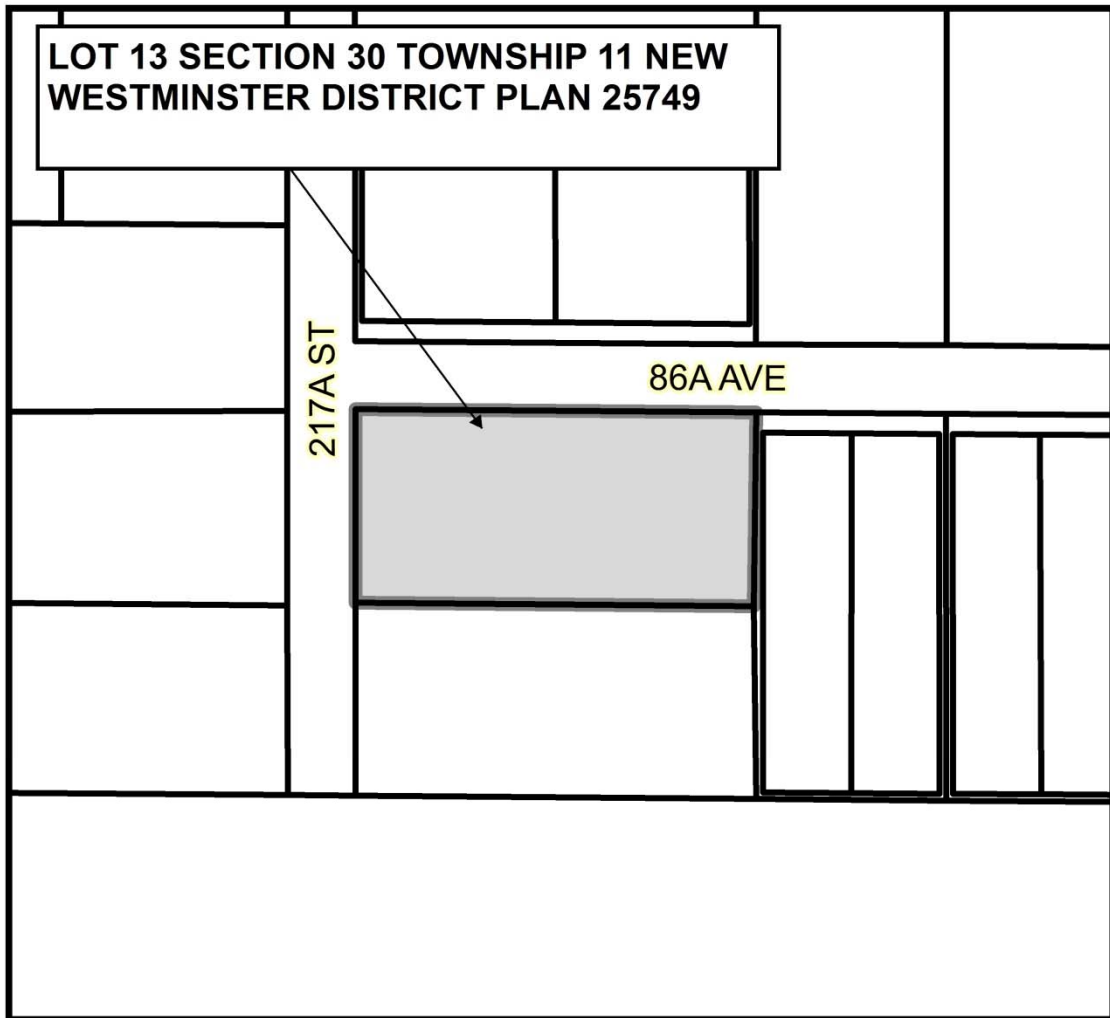 LOT 13 SECTION 30 TOWNSHIP 11 NEW
WESTMINSTER DISTRICT PLAN 25749
217A ST
86A AVE